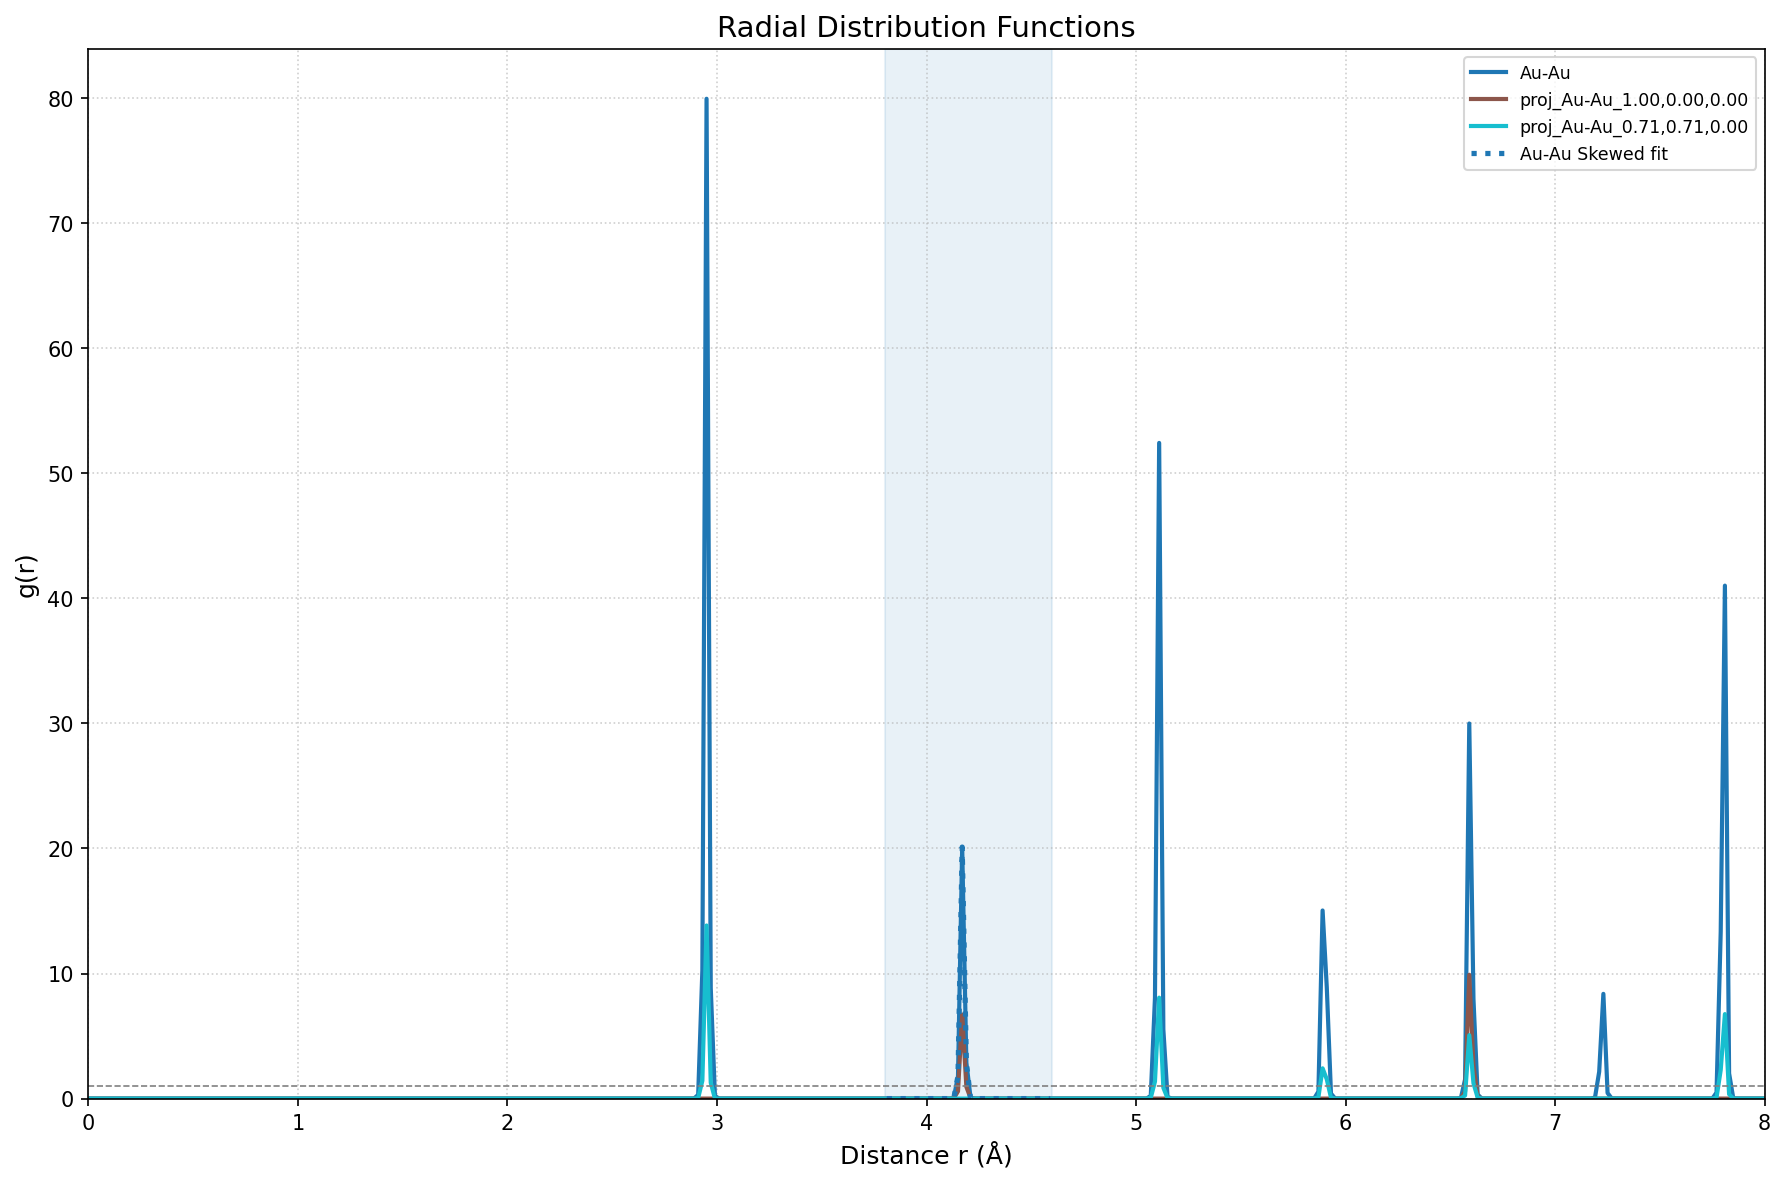 Radial Distribution Functions
Au-Au
proj_Au-Au_1.00,0.00,0.00
proj_Au-Au_0.71,0.71,0.00
Au-Au Skewed fit
80
70
60
50
40
30
20
10
0
g(r)
0 1 2 3 4 5 6 7 8
Distance r (Å)